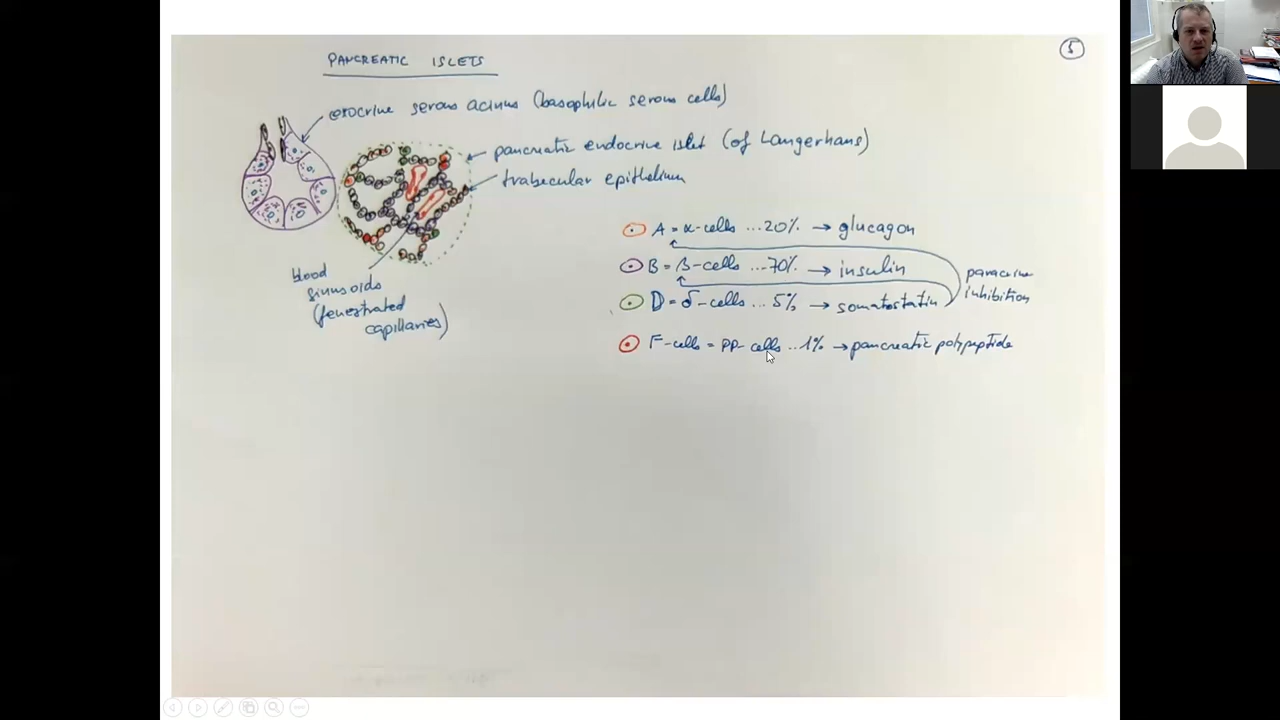 5
PANCREATIC ISLETS
exocrine serous acinus (basophilic serous cells)
pancreatic endocrine islet (of Langerhans)
trabecular epithelium
A = α-cells ...20% → glucagon
B = β-cells ...70% → insulin
D = δ-cells ... 5% → somatostatin
paracrine
inhibition
F-cells = PP-cells ..1% → pancreatic polypeptide
blood
sinusoids
(fenestrated
capillaries)